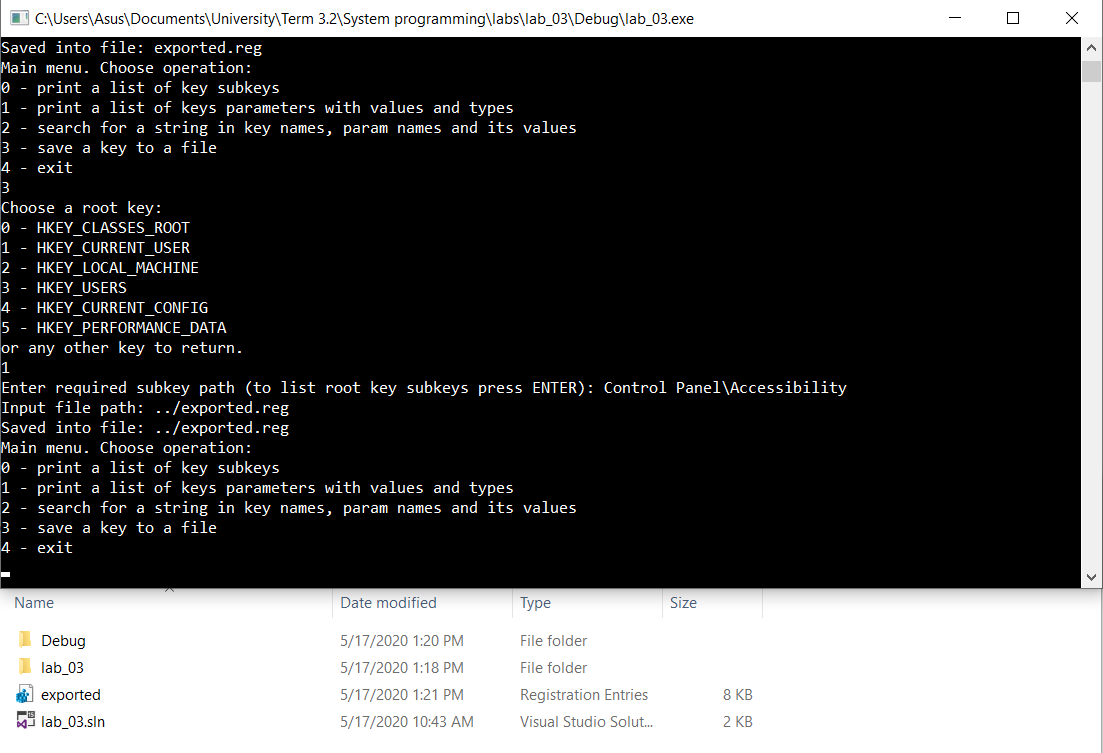 C:\Users\Asus\Documents\University\Term 3.2\System programming\labs\lab_03\Debug\lab_03.exe
Saved into file: exported.reg
Main menu. Choose operation:
0 - print a list of key subkeys
1 - print a list of keys parameters with values and types
2 - search for a string in key names, param names and its values
3 - save a key to a file
4 - exit
3
Choose a root key:
0 - HKEY_CLASSES_ROOT
1 - HKEY_CURRENT_USER
2 - HKEY_LOCAL_MACHINE
3 - HKEY_USERS
4 - HKEY_CURRENT_CONFIG
5 - HKEY_PERFORMANCE_DATA
or any other key to return.
1
Enter required subkey path (to list root key subkeys press ENTER): Control Panel\Accessibility
Input file path: ../exported.reg
Saved into file: ../exported.reg
Main menu. Choose operation:
0 - print a list of key subkeys
1 - print a list of keys parameters with values and types
2 - search for a string in key names, param names and its values
3 - save a key to a file
4 - exit
Name Date modified Type Size
Debug 5/17/2020 1:20 PM File folder
lab_03 5/17/2020 1:18 PM File folder
exported 5/17/2020 1:21 PM Registration Entries 8 KB
lab_03.sln 5/17/2020 10:43 AM Visual Studio Solut... 2 KB